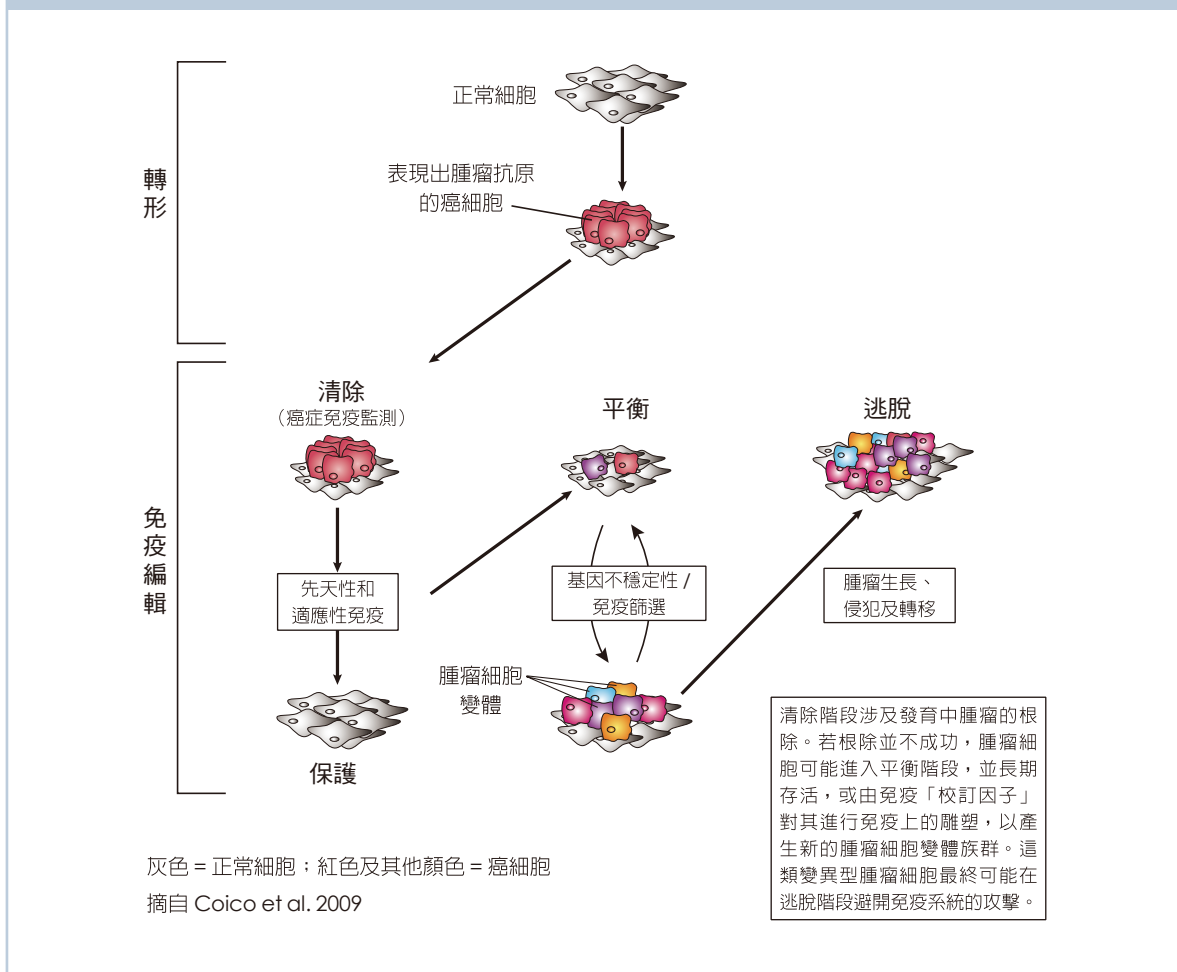 正常細胞
轉形
表現出腫瘤抗原
的癌細胞
免疫編輯
清除
（癌症免疫監測）
平衡
逃脫
先天性和
適應性免疫
基因不穩定性 /
免疫篩選
腫瘤生長、
侵犯及轉移
腫瘤細胞
變體
保護
清除階段涉及發育中腫瘤的根
除。若根除並不成功，腫瘤細
胞可能進入平衡階段，並長期
存活，或由免疫「校訂因子」
對其進行免疫上的雕塑，以產
生新的腫瘤細胞變體族群。這
類變異型腫瘤細胞最終可能在
逃脫階段避開免疫系統的攻擊。
灰色 = 正常細胞；紅色及其他顏色 = 癌細胞
摘自 Coico et al. 2009